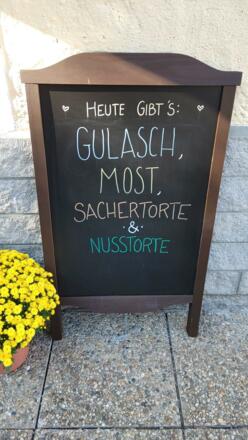 HEUTE GIBT'S:
GULASCH,
MOST,
SACHERTORTE
&
NUSSTORTE